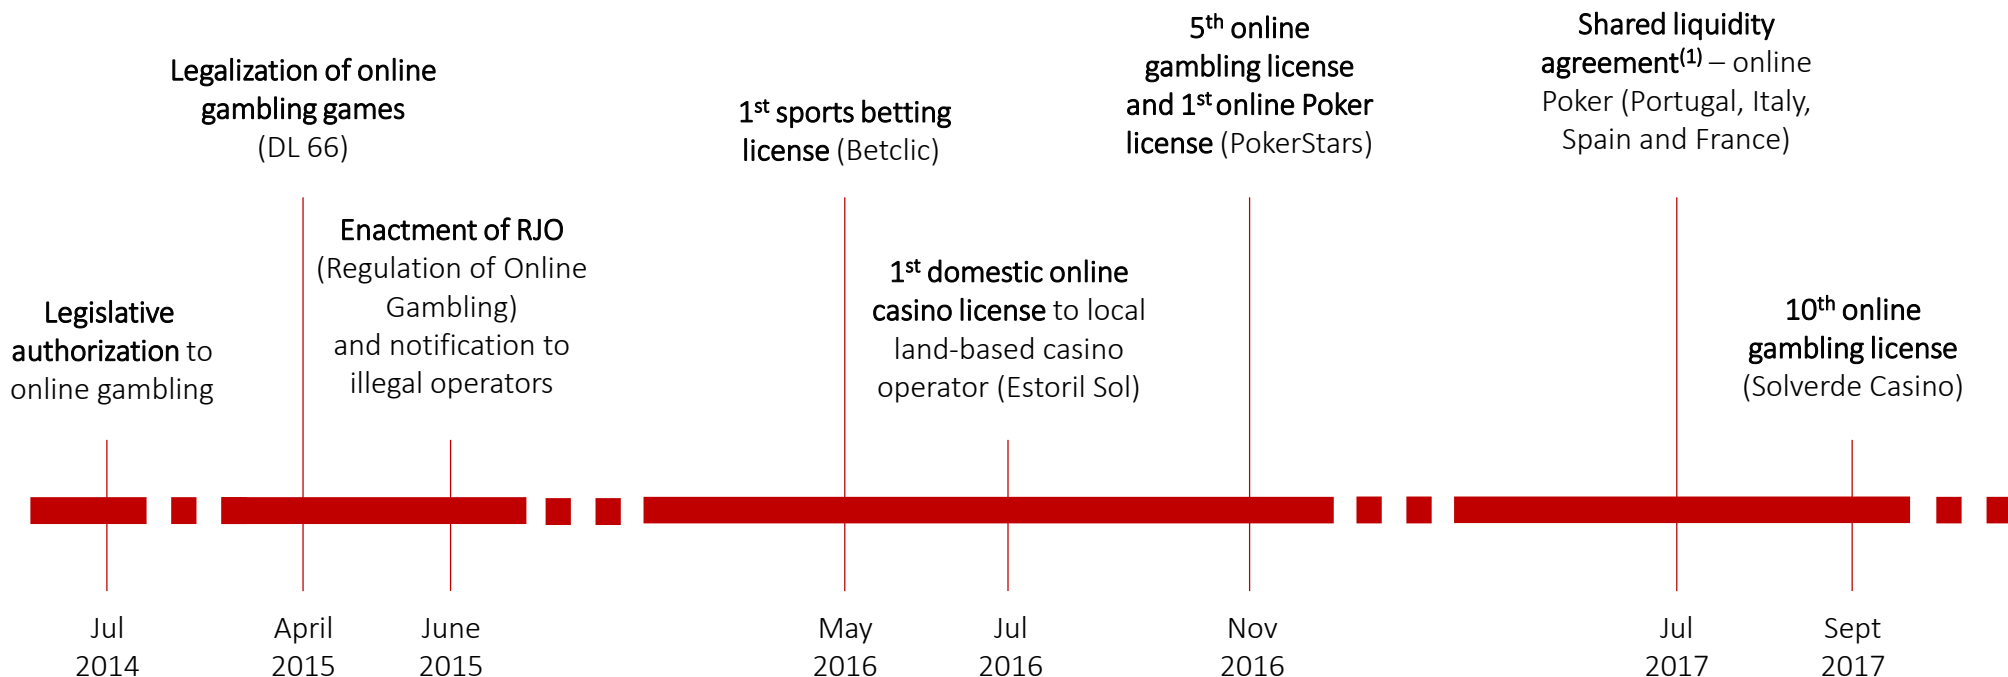 Legislative
authorization to
online gambling
Jul
2014
Legalization of online
gambling games
(DL 66)
April
2015
Enactment of RJO
(Regulation of Online
Gambling)
and notification to
illegal operators
June
2015
1st sports betting
license (Betclic)
May
2016
1st domestic online
casino license to local
land-based casino
operator (Estoril Sol)
Jul
2016
5th online
gambling license
and 1st online Poker
license (PokerStars)
Nov
2016
Shared liquidity
agreement(1) – online
Poker (Portugal, Italy,
Spain and France)
Jul
2017
10th online
gambling license
(Solverde Casino)
Sept
2017